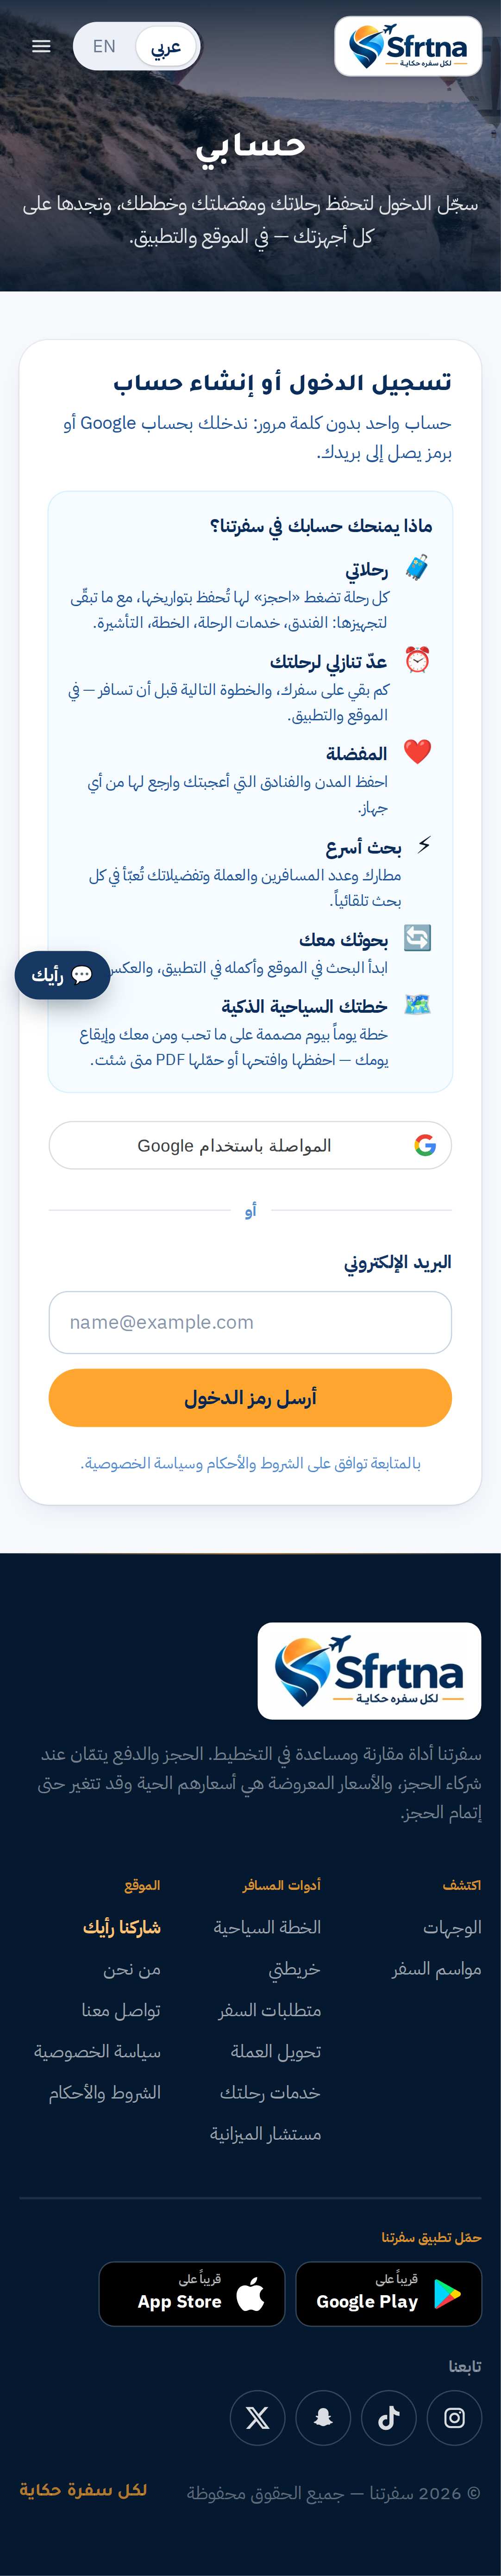 Sfrtna
لكل سفره حكاية
عربي
EN
حسابي
سجّل الدخول لتحفظ رحلاتك ومفضلتك وخططك، وتجدها على
كل أجهزتك — في الموقع والتطبيق.
تسجيل الدخول أو إنشاء حساب
حساب واحد بدون كلمة مرور: ندخلك بحساب Google أو
برمز يصل إلى بريدك.
ماذا يمنحك حسابك في سفرتنا؟
رحلاتي
كل رحلة تضغط «احجز» لها تُحفظ بتواريخها، مع ما تبقّى
لتجهيزها: الفندق، خدمات الرحلة، الخطة، التأشيرة.
عدّ تنازلي لرحلتك
كم بقي على سفرك، والخطوة التالية قبل أن تسافر — في
الموقع والتطبيق.
المفضلة
احفظ المدن والفنادق التي أعجبتك وارجع لها من أي
جهاز.
بحث أسرع
مطارك وعدد المسافرين والعملة وتفضيلاتك تُعبّأ في كل
بحث تلقائياً.
بحوثك معك
ابدأ البحث في الموقع وأكمله في التطبيق، والعكس
رأيك
خطتك السياحية الذكية
خطة يوماً بيوم مصممة على ما تحب ومن معك وإيقاع
يومك — احفظها وافتحها أو حمّلها PDF متى شئت.
المواصلة باستخدام Google
أو
البريد الإلكتروني
name@example.com
أرسل رمز الدخول
بالمتابعة توافق على الشروط والأحكام وسياسة الخصوصية.
Sfrtna
لكل سفره حكاية
سفرتنا أداة مقارنة ومساعدة في التخطيط. الحجز والدفع يتمّان عند
شركاء الحجز، والأسعار المعروضة هي أسعارهم الحية وقد تتغير حتى
إتمام الحجز.
اكتشف
الوجهات
مواسم السفر
أدوات المسافر
الخطة السياحية
خريطتي
متطلبات السفر
تحويل العملة
خدمات رحلتك
مستشار الميزانية
الموقع
شاركنا رأيك
من نحن
تواصل معنا
سياسة الخصوصية
الشروط والأحكام
حمّل تطبيق سفرتنا
قريباً على
Google Play
قريباً على
App Store
تابعنا
© 2026 سفرتنا — جميع الحقوق محفوظة
لكل سفرة حكاية